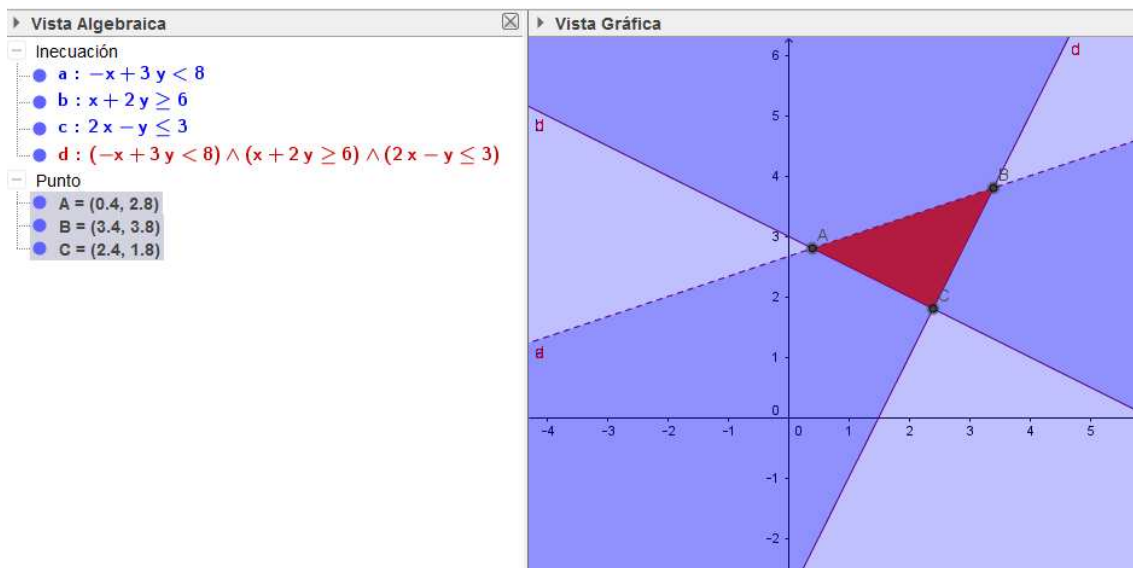 Vista Algebraica
Inecuación
a : −x + 3 y < 8
b : x + 2 y ≥ 6
c : 2 x − y ≤ 3
d : (−x + 3 y < 8) ∧ (x + 2 y ≥ 6) ∧ (2 x − y ≤ 3)
Punto
A = (0.4, 2.8)
B = (3.4, 3.8)
C = (2.4, 1.8)
Vista Gráfica
6
d
5
b
4
B
3
A
2
C
d
1
0
-4 -3 -2 -1 0 1 2 3 4 5
-1
-2